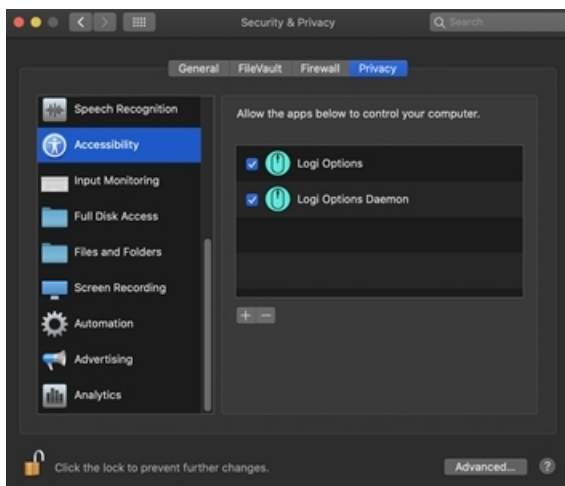 Security & Privacy
Search
General FileVault Firewall Privacy
Speech Recognition
Accessibility
Input Monitoring
Full Disk Access
Files and Folders
Screen Recording
Automation
Advertising
Analytics
Allow the apps below to control your computer.
Logi Options
Logi Options Daemon
+ −
Click the lock to prevent further changes.
Advanced...
?